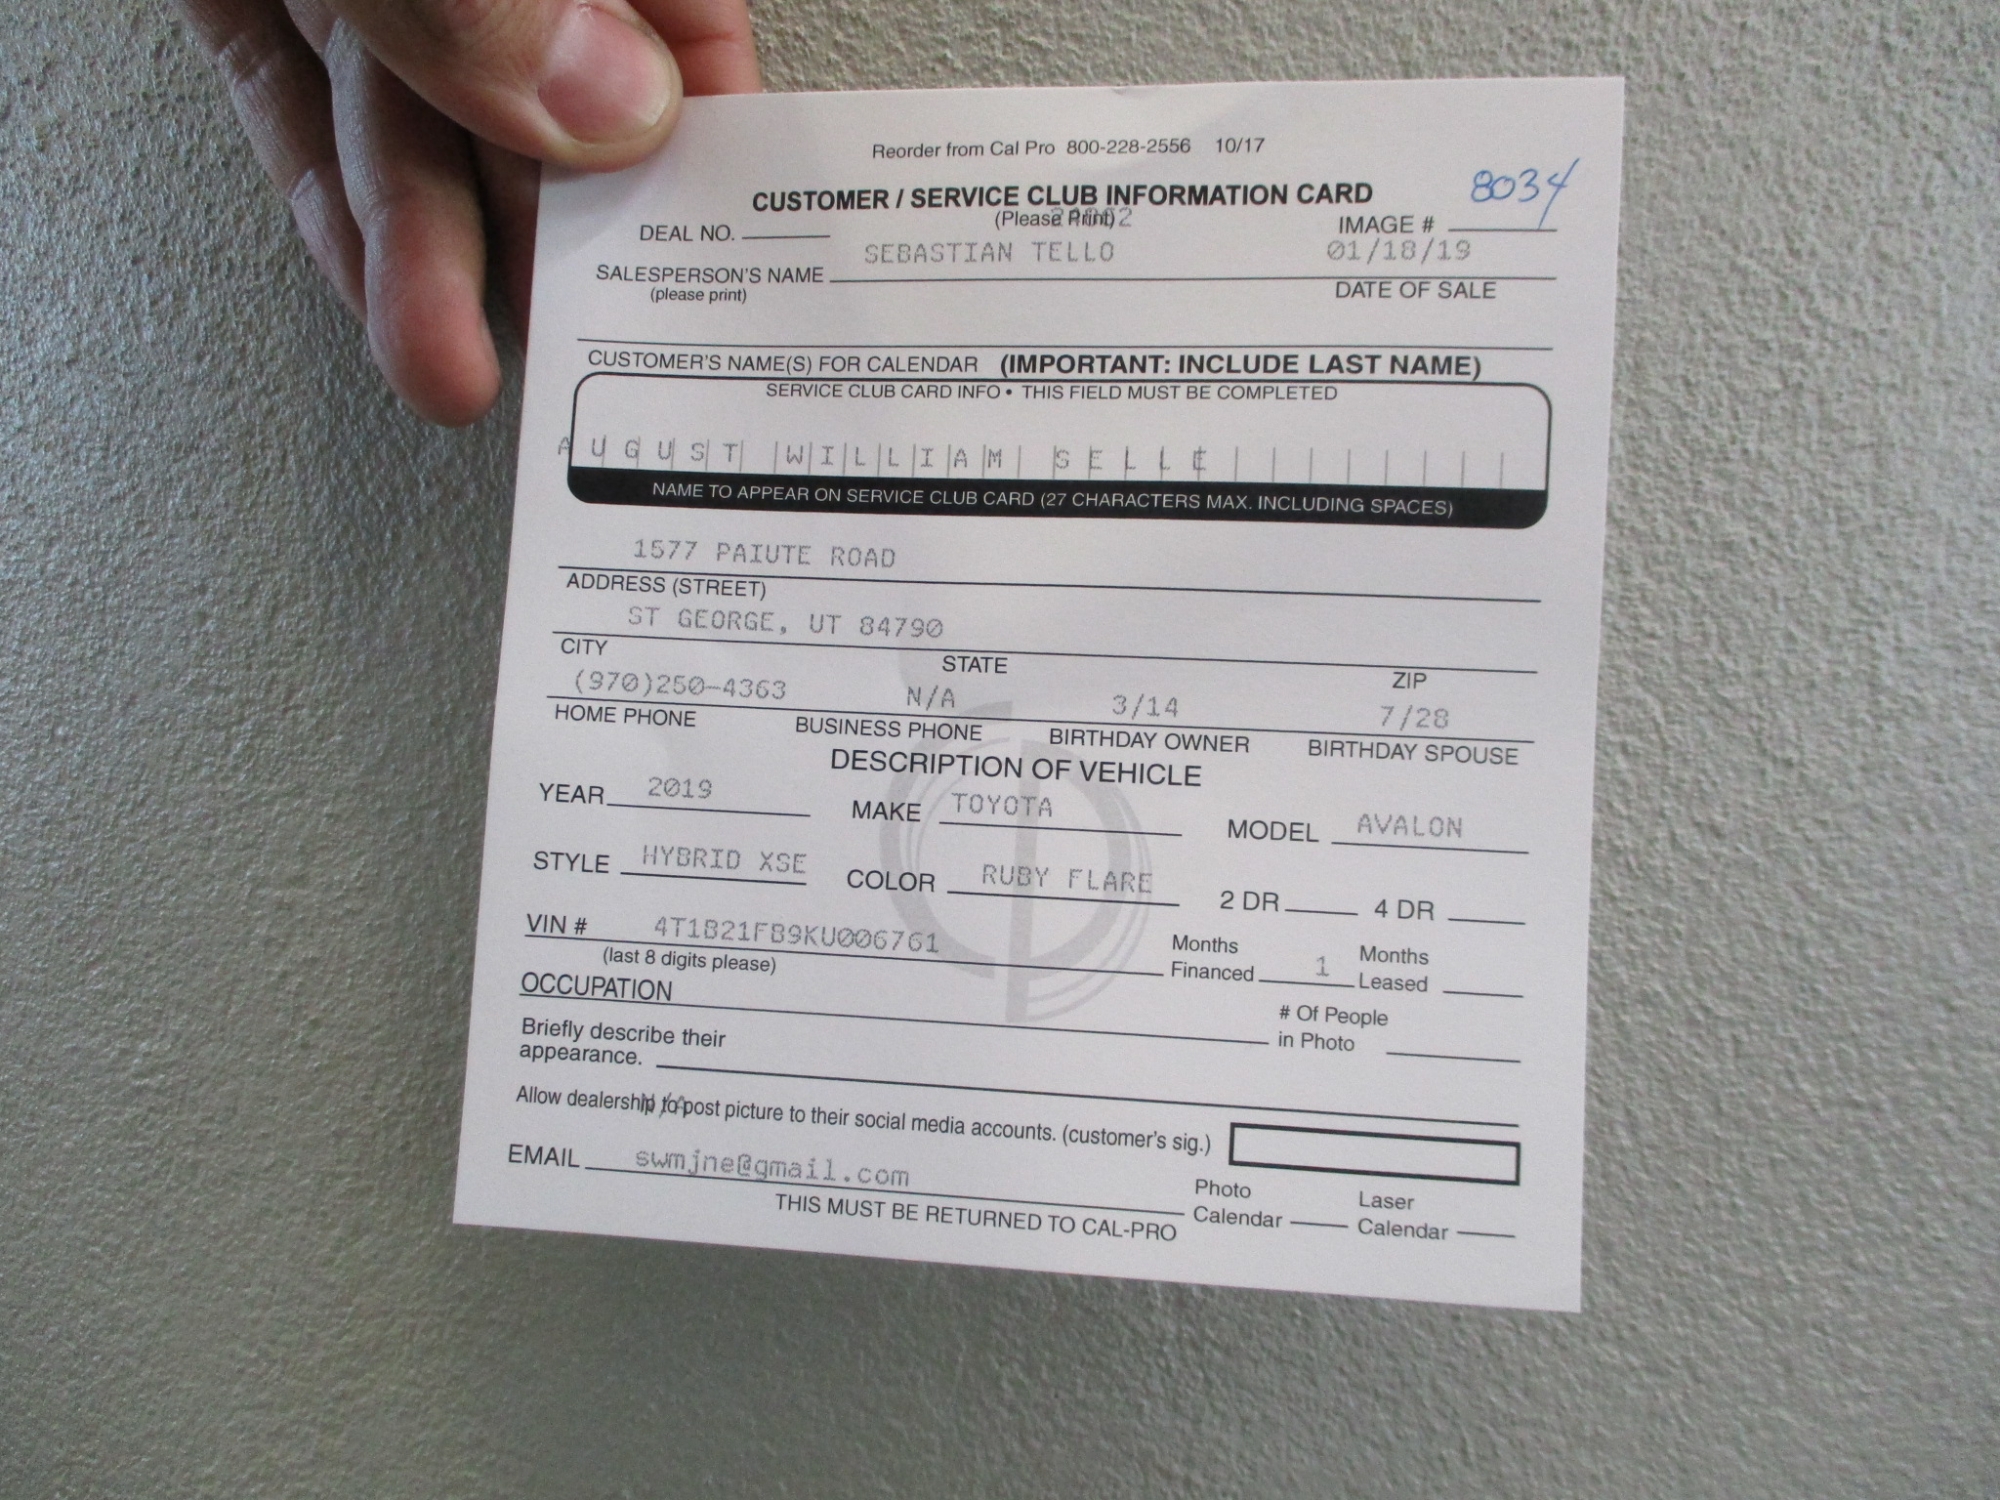 Reorder from Cal Pro 800-228-2556 10/17
8034
CUSTOMER / SERVICE CLUB INFORMATION CARD
(Please Print)
DEAL NO. IMAGE #
SEBASTIAN TELLO 01/18/19
SALESPERSON'S NAME DATE OF SALE
(please print)
CUSTOMER'S NAME(S) FOR CALENDAR (IMPORTANT: INCLUDE LAST NAME)
SERVICE CLUB CARD INFO • THIS FIELD MUST BE COMPLETED
AUGUST WILLIAM SELLE
NAME TO APPEAR ON SERVICE CLUB CARD (27 CHARACTERS MAX. INCLUDING SPACES)
1577 PAIUTE ROAD
ADDRESS (STREET)
ST GEORGE, UT 84790
CITY STATE ZIP
(970)250-4363 N/A 3/14 7/28
HOME PHONE BUSINESS PHONE BIRTHDAY OWNER BIRTHDAY SPOUSE
DESCRIPTION OF VEHICLE
YEAR 2019 MAKE TOYOTA MODEL AVALON
STYLE HYBRID XSE COLOR RUBY FLARE 2 DR 4 DR
VIN # 4T1B21FB9KU006761 Months Financed 1 Months Leased
(last 8 digits please)
OCCUPATION # Of People in Photo
Briefly describe their
appearance.
N/A
Allow dealership to post picture to their social media accounts. (customer's sig.)
EMAIL swmjne@gmail.com Photo Calendar Laser Calendar
THIS MUST BE RETURNED TO CAL-PRO